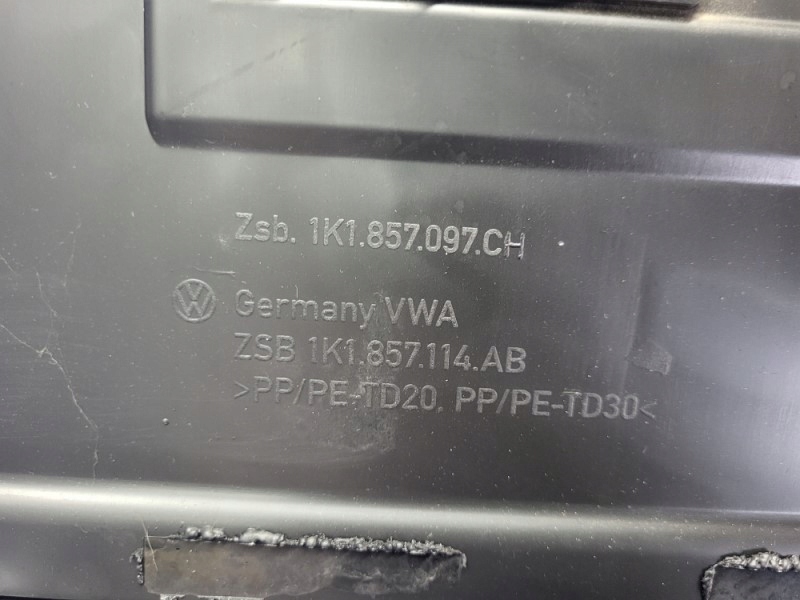 Zsb. 1K1.857.097.CH
Germany VWA
ZSB 1K1.857.114.AB
>PP/PE-TD20, PP/PE-TD30<